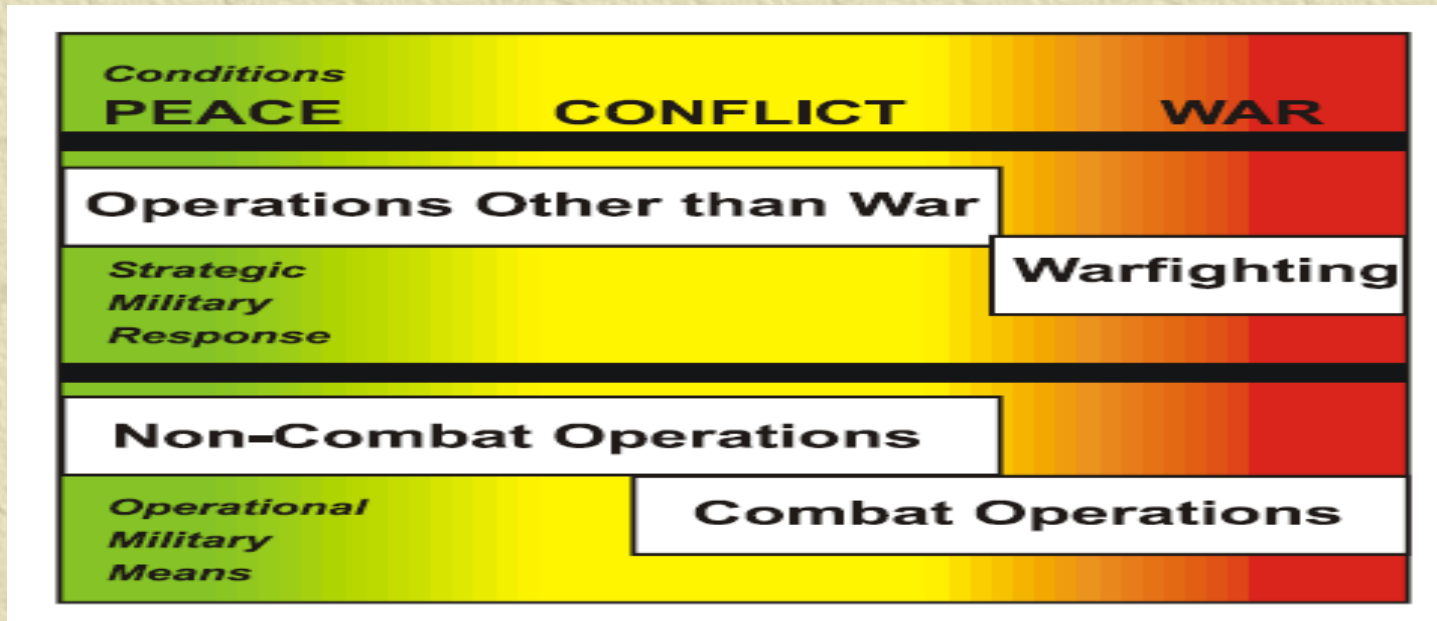 Conditions
PEACE CONFLICT WAR
Operations Other than War
Warfighting
Strategic
Military
Response
Non-Combat Operations
Combat Operations
Operational
Military
Means